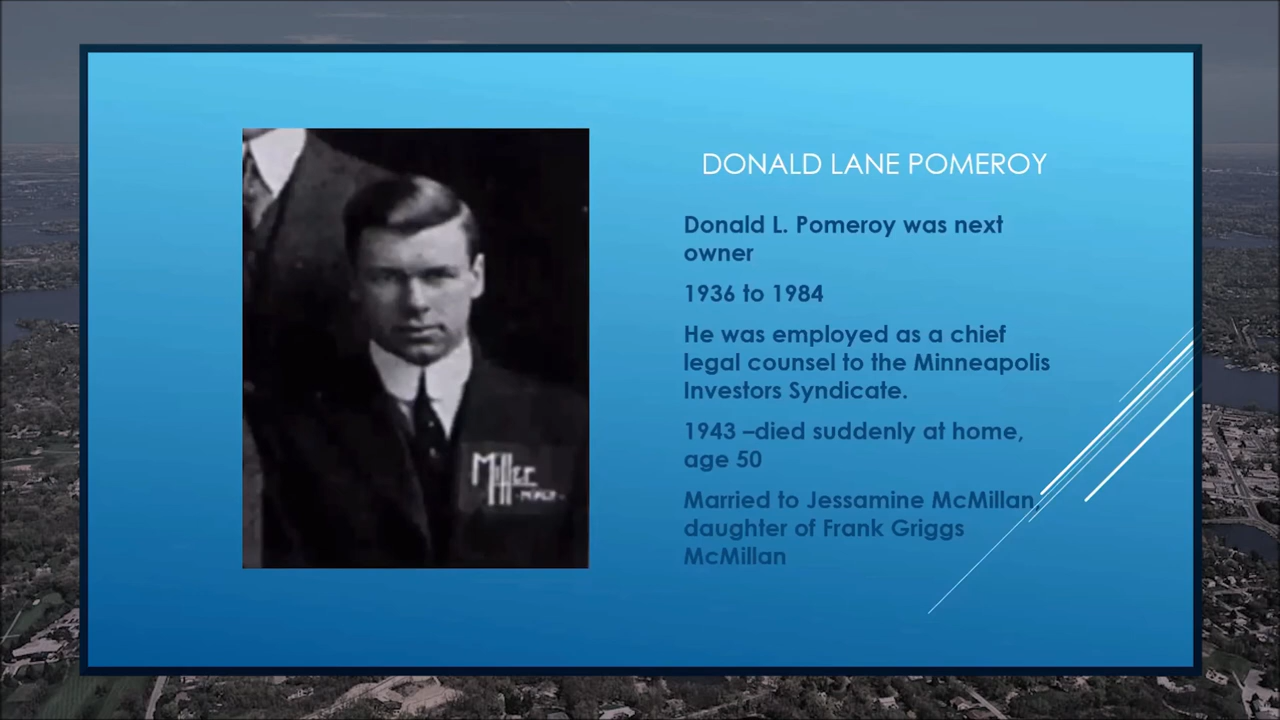 DONALD LANE POMEROY
Donald L. Pomeroy was next
owner
1936 to 1984
He was employed as a chief
legal counsel to the Minneapolis
Investors Syndicate.
1943 –died suddenly at home,
age 50
Married to Jessamine McMillan,
daughter of Frank Griggs
McMillan
Miller